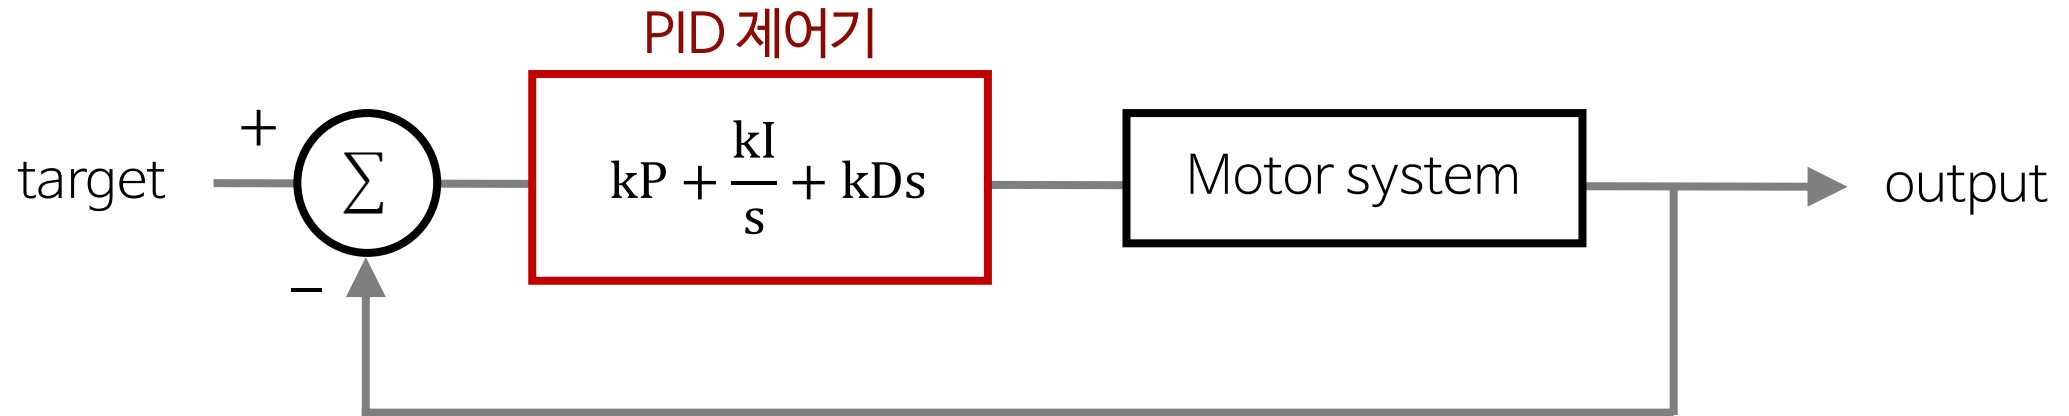 PID 제어기
target
+
−
∑
kP + kI/s + kDs
Motor system
output